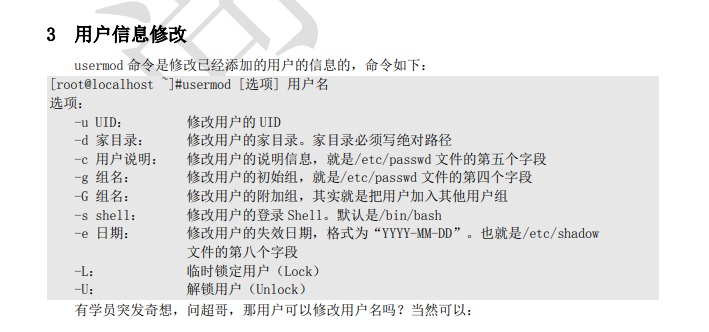 3 用户信息修改
usermod 命令是修改已经添加的用户的信息的，命令如下：
[root@localhost ~]#usermod [选项] 用户名
选项：
-u UID： 修改用户的 UID
-d 家目录： 修改用户的家目录。家目录必须写绝对路径
-c 用户说明： 修改用户的说明信息，就是/etc/passwd 文件的第五个字段
-g 组名： 修改用户的初始组，就是/etc/passwd 文件的第四个字段
-G 组名： 修改用户的附加组，其实就是把用户加入其他用户组
-s shell： 修改用户的登录 Shell。默认是/bin/bash
-e 日期： 修改用户的失效日期，格式为“YYYY-MM-DD”。也就是/etc/shadow
文件的第八个字段
-L： 临时锁定用户（Lock）
-U： 解锁用户（Unlock）
有学员突发奇想，问超哥，那用户可以修改用户名吗？当然可以：